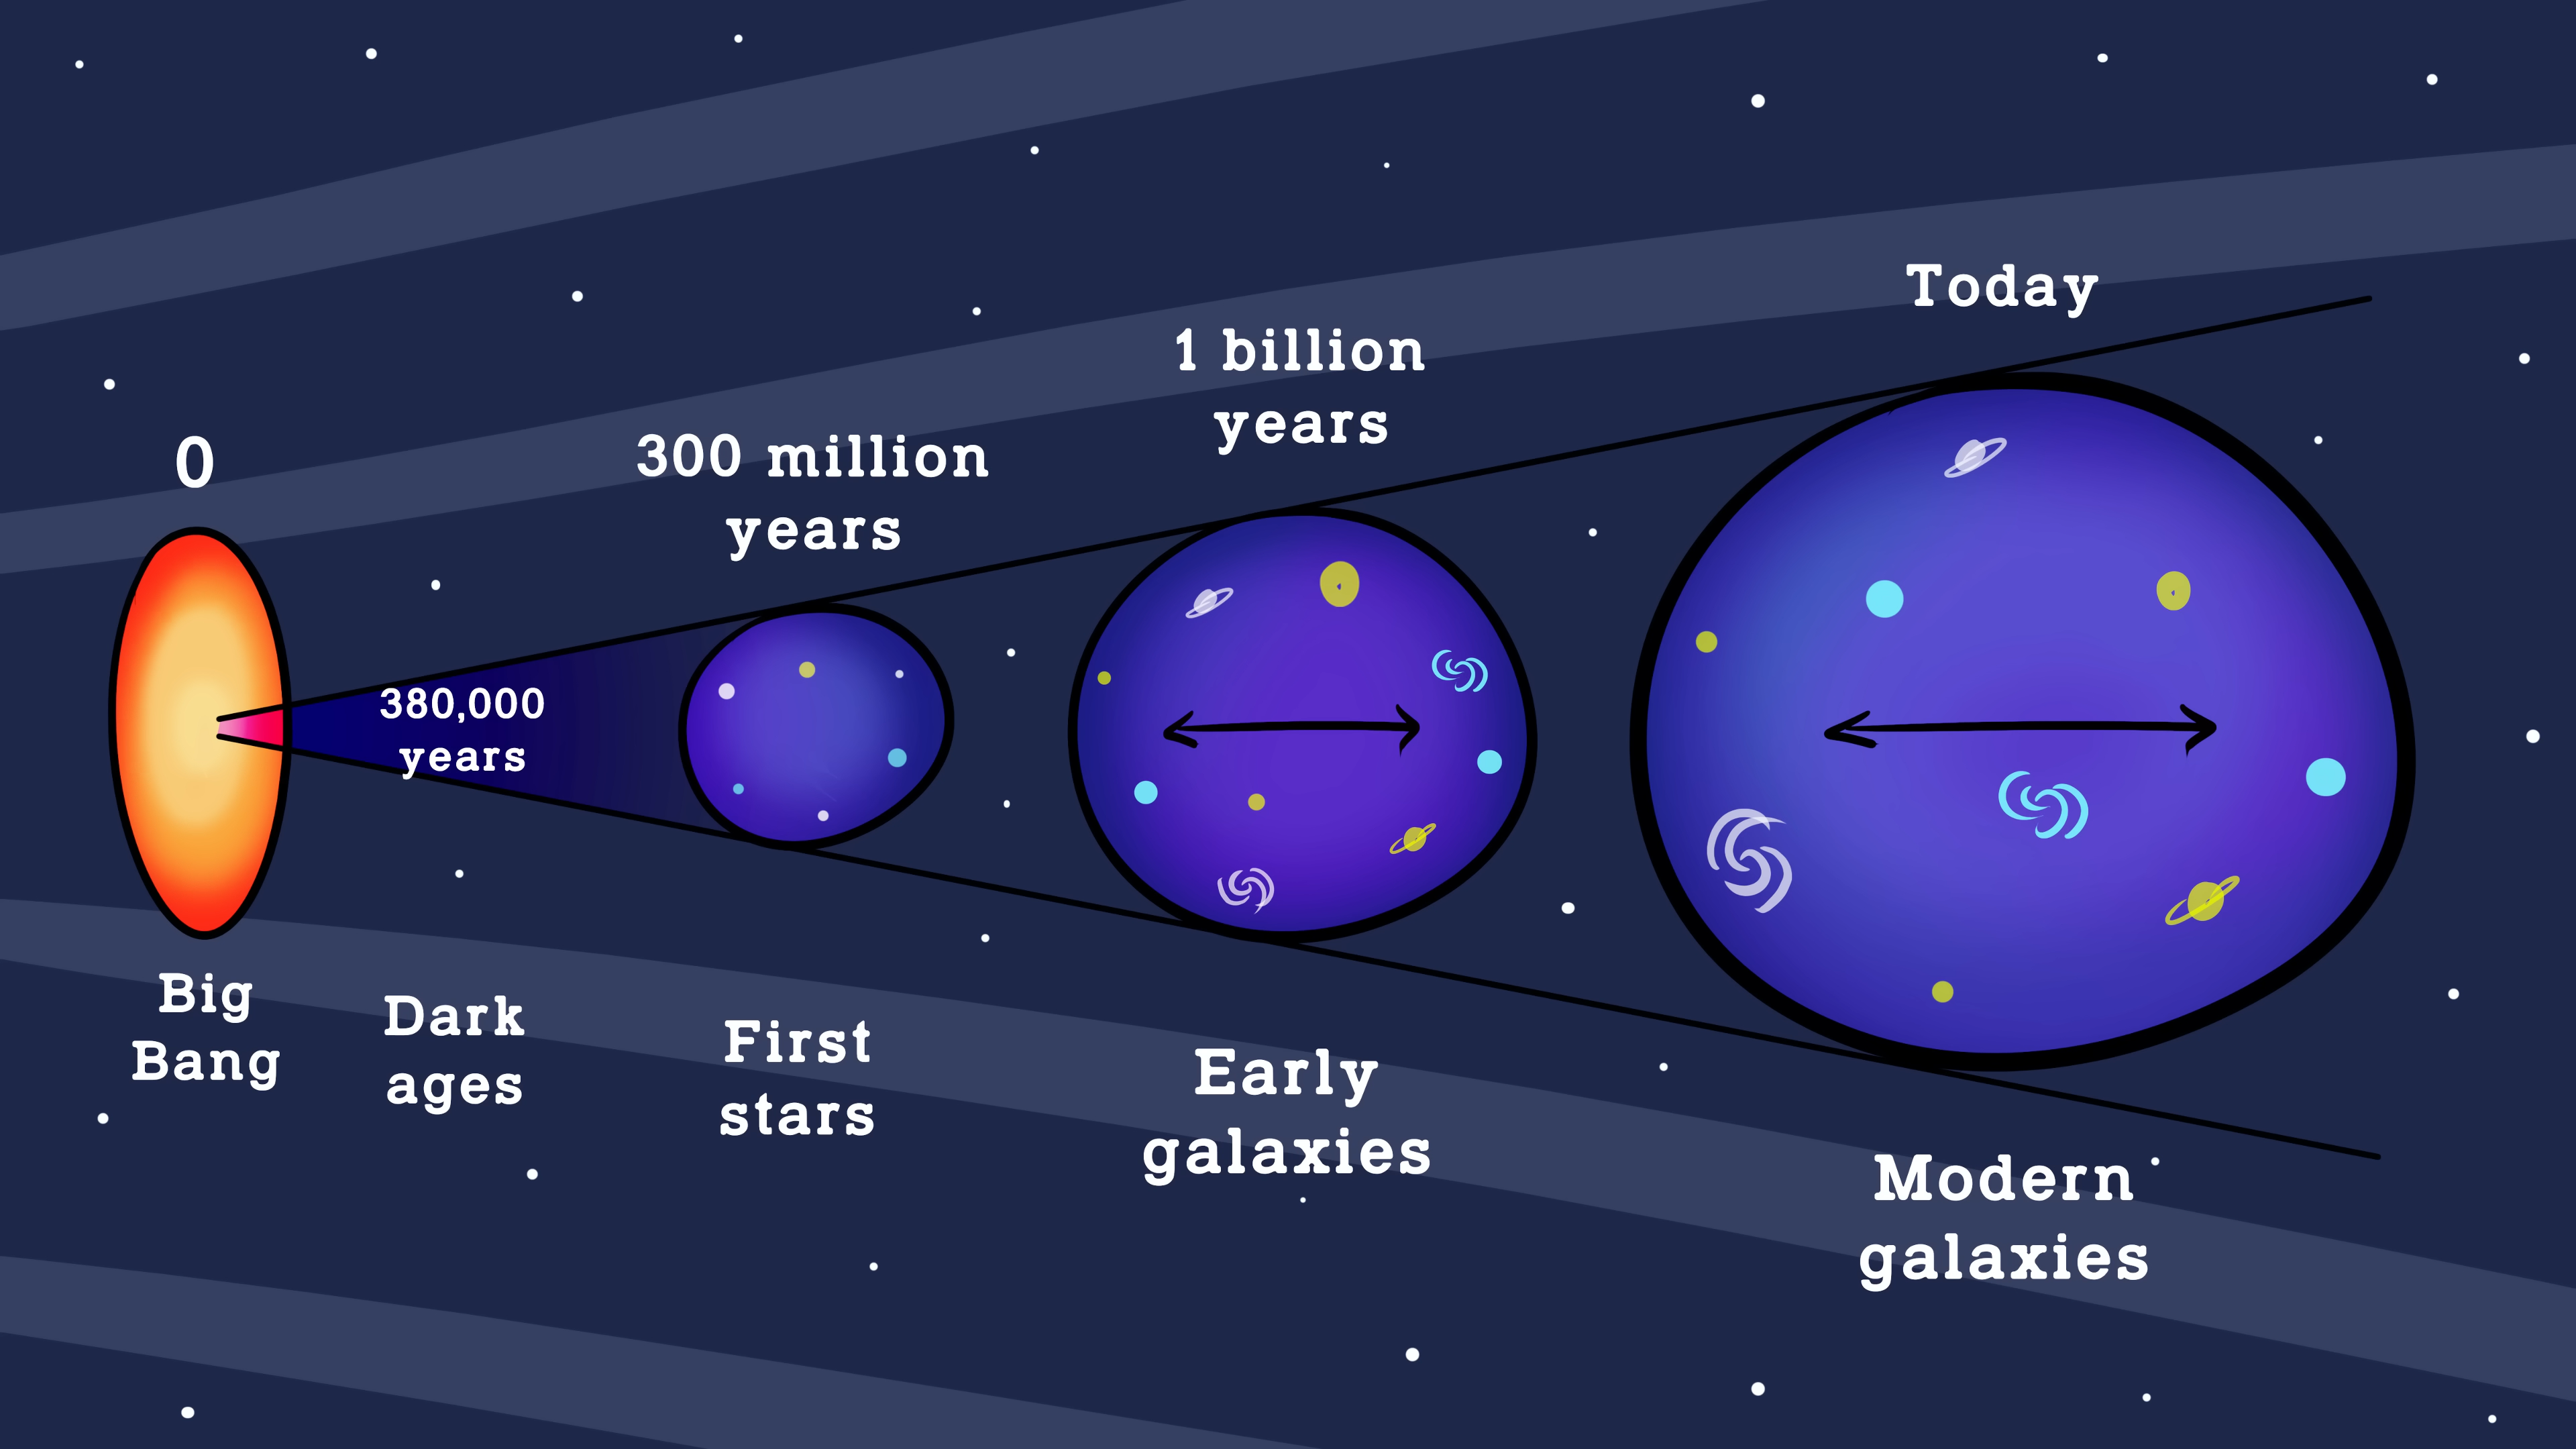 Today
1 billion
years
300 million
years
0
380,000
years
Big
Bang
Dark
ages
First
stars
Early
galaxies
Modern
galaxies